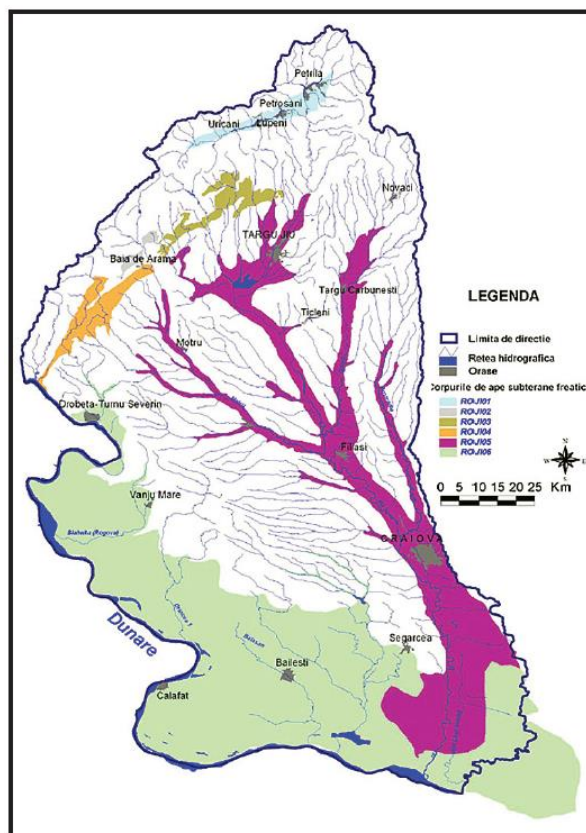 Petrila
Petroșani
Uricani
Lupeni
Novaci
TARGU JIU
Baia de Arama
Targu Carbunesti
Ticleni
Motru
Drobeta-Turnu Severin
Filiasi
Vanju Mare
CRAIOVA
Dunare
Segarcea
Bailesti
Calafat
LEGENDA
Limita de directie
Retea hidrografica
Orase
Corpurile de ape subterane freatic
ROJI01
ROJI02
ROJI03
ROJI04
ROJI05
ROJI06
N
W E
S
0 5 10 15 20 25 Km